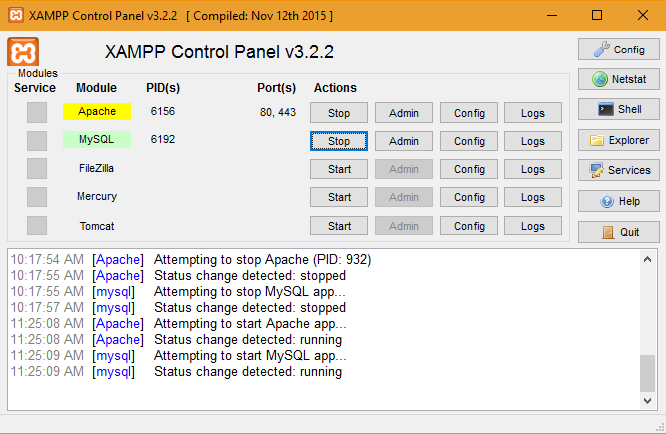 XAMPP Control Panel v3.2.2 [ Compiled: Nov 12th 2015 ]
XAMPP Control Panel v3.2.2
Config
Modules
Service Module PID(s) Port(s) Actions
Netstat
Apache 6156 80, 443 Stop Admin Config Logs
Shell
MySQL 6192 Stop Admin Config Logs
Explorer
FileZilla Start Admin Config Logs
Services
Mercury Start Admin Config Logs
Help
Tomcat Start Admin Config Logs
Quit
10:17:54 AM [Apache] Attempting to stop Apache (PID: 932)
10:17:55 AM [Apache] Status change detected: stopped
10:17:55 AM [mysql] Attempting to stop MySQL app...
10:17:57 AM [mysql] Status change detected: stopped
11:25:08 AM [Apache] Attempting to start Apache app...
11:25:08 AM [Apache] Status change detected: running
11:25:09 AM [mysql] Attempting to start MySQL app...
11:25:09 AM [mysql] Status change detected: running